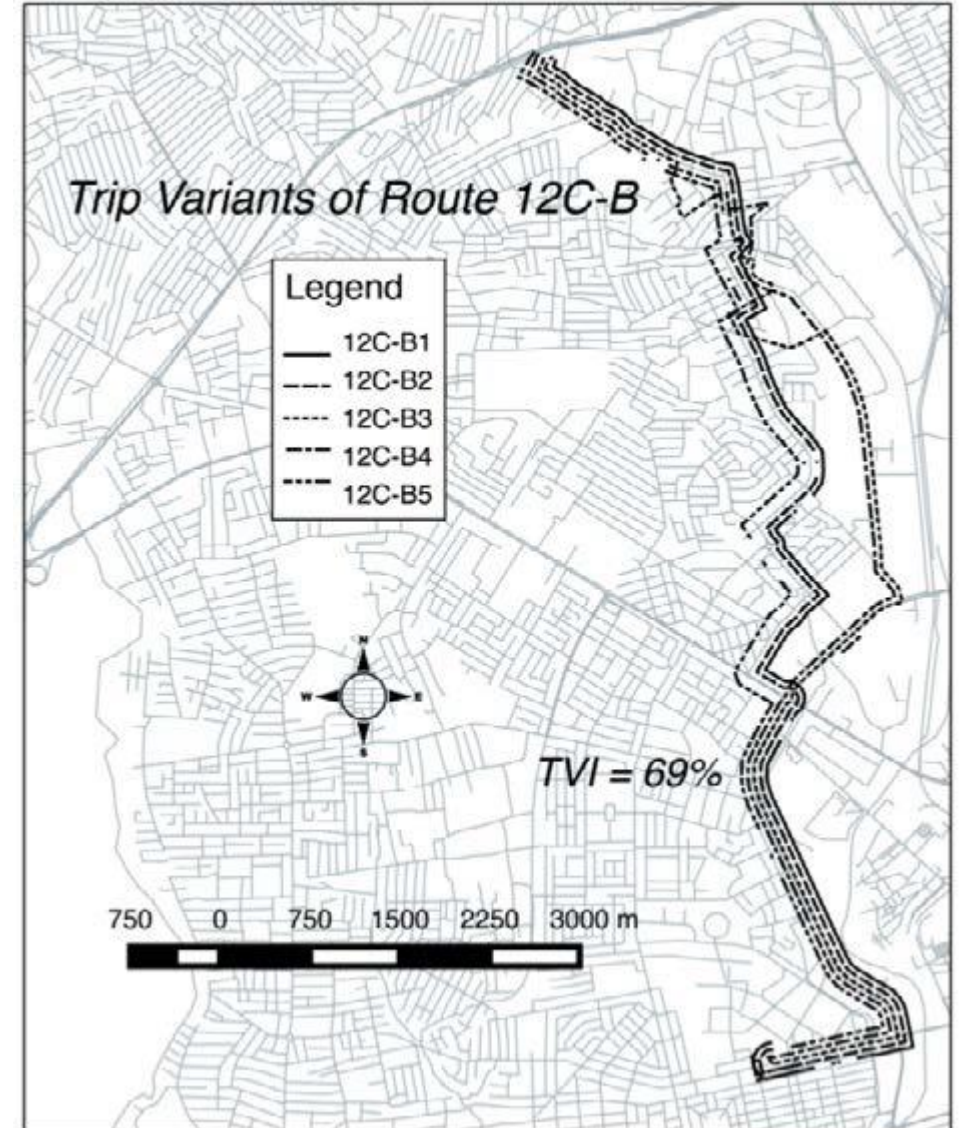 Trip Variants of Route 12C-B
Legend
12C-B1
12C-B2
12C-B3
12C-B4
12C-B5
N
W E
S
TVI = 69%
750 0 750 1500 2250 3000 m